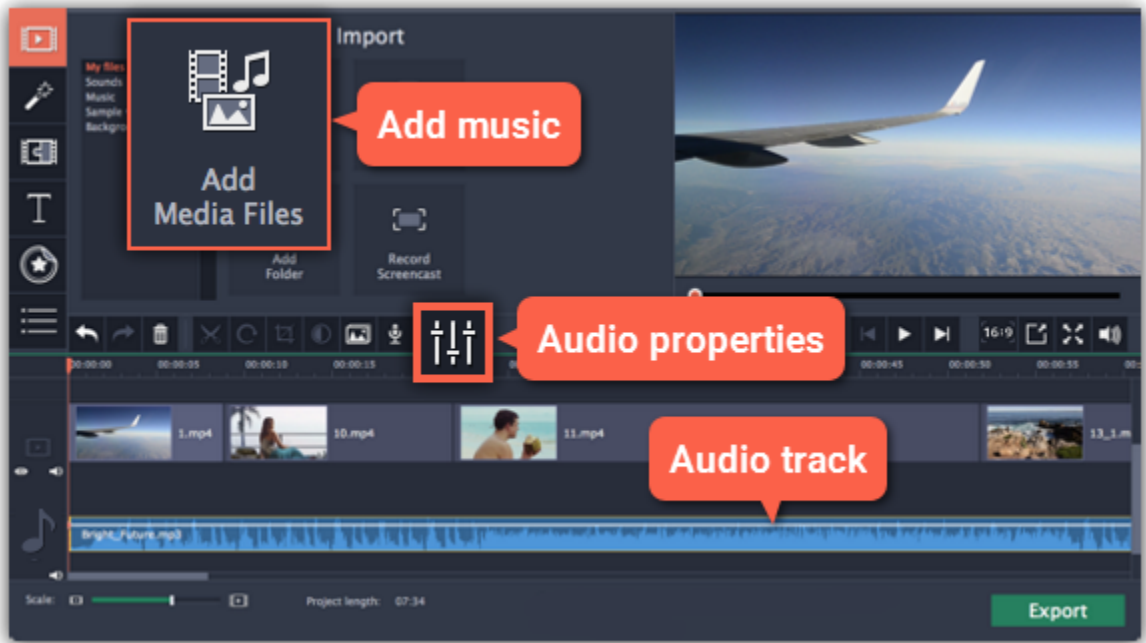 Import
My files
Sounds
Music
Sample
Backgro
Add music
Add
Media Files
Add
Folder
Record
Screencast
T
Audio properties
16:9
00:00:00 00:00:05 00:00:10 00:00:15 00:00:45 00:00:50 00:00:55
1.mp4 10.mp4 11.mp4 13_1.m
Audio track
Bright_Future.mp3
Scale: Project length: 07:34
Export